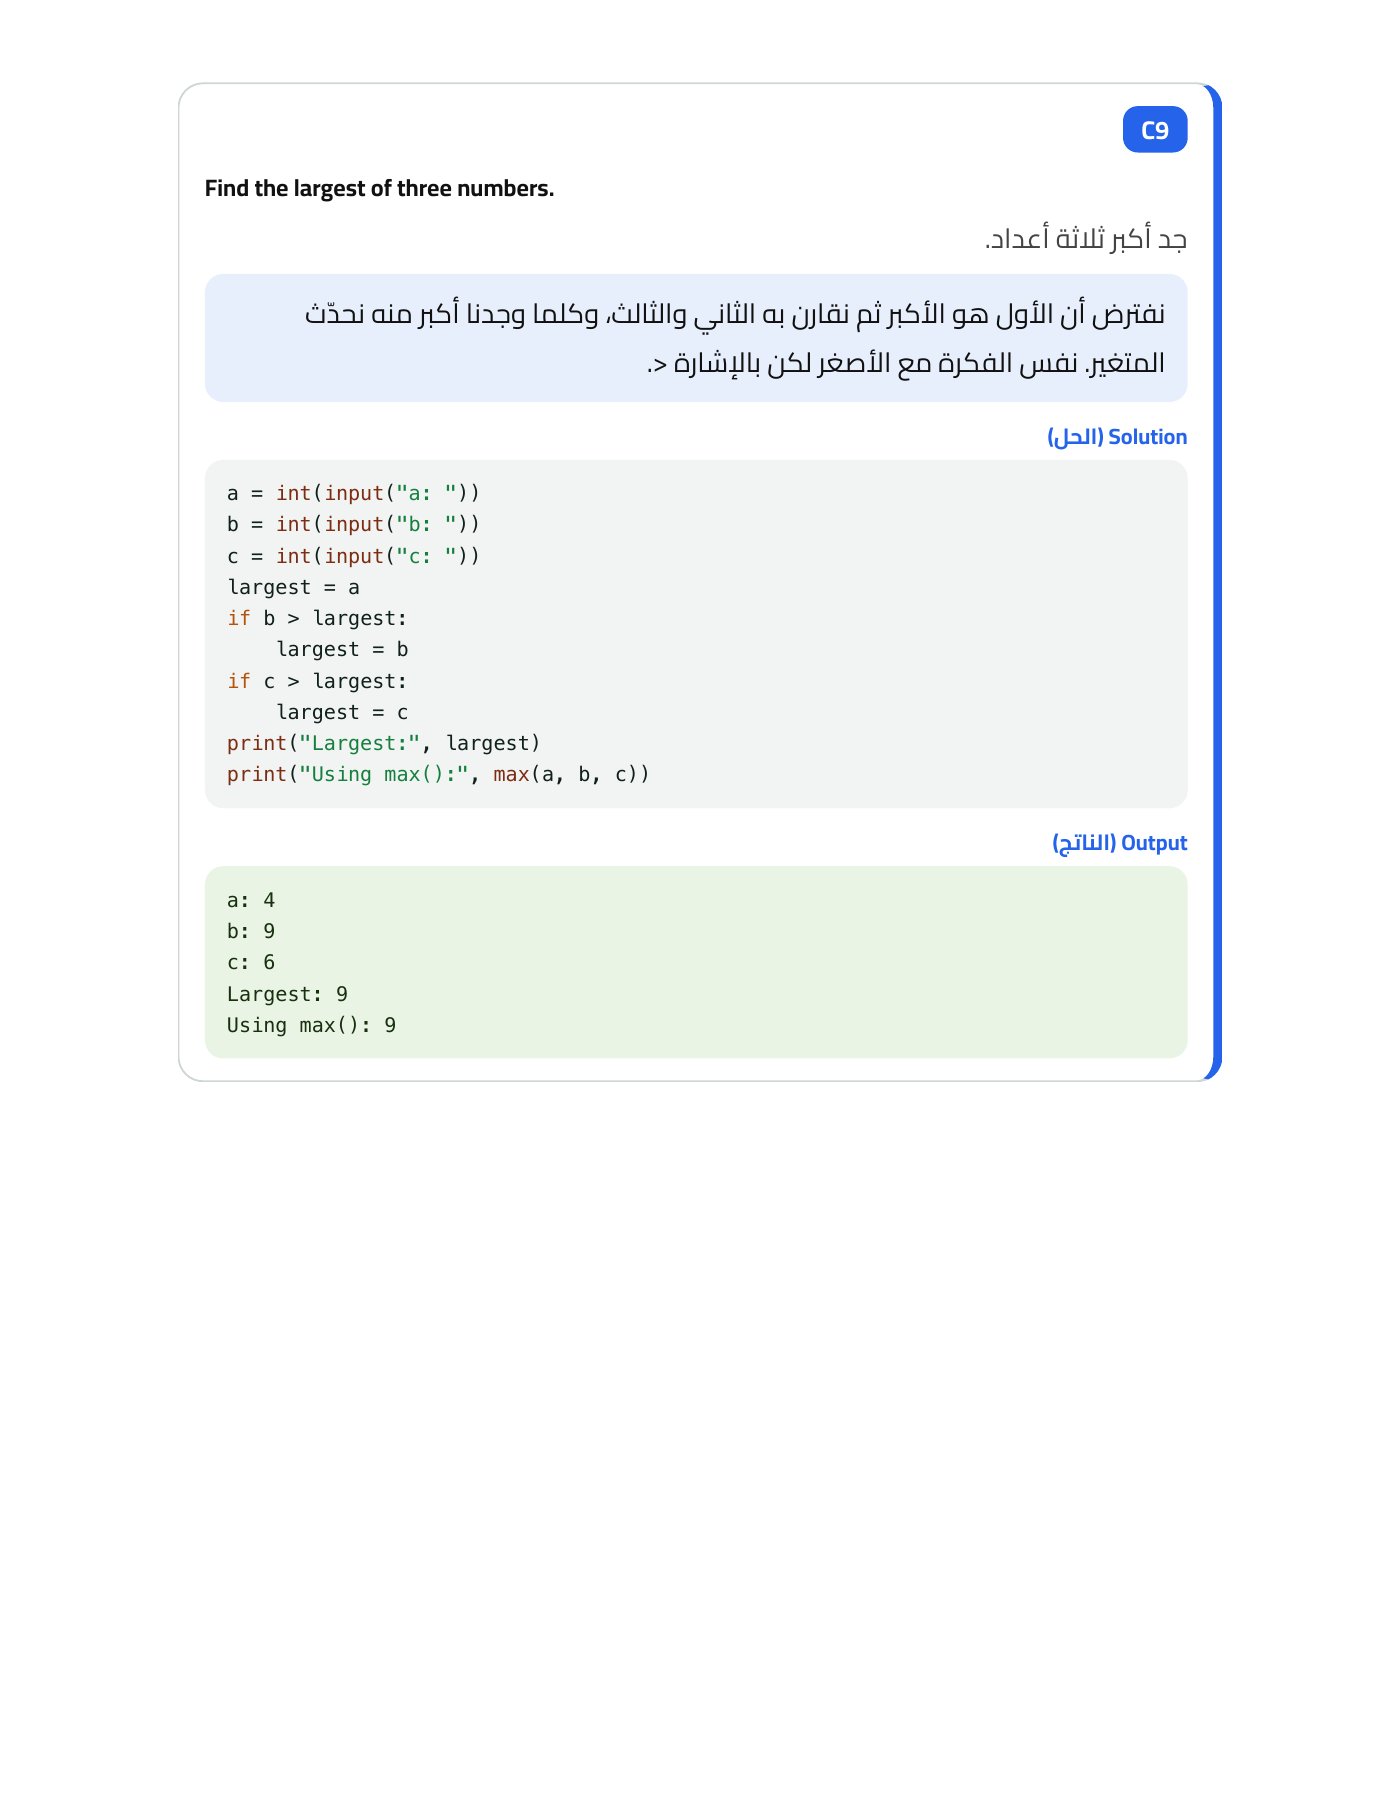 C9
Find the largest of three numbers.
جد أكبر ثلاثة أعداد.
نفترض أن الأول هو الأكبر ثم نقارن به الثاني والثالث، وكلما وجدنا أكبر منه نحدّث
المتغير. نفس الفكرة مع الأصغر لكن بالإشارة >.
Solution (الحل)
a = int(input("a: "))
b = int(input("b: "))
c = int(input("c: "))
largest = a
if b > largest:
    largest = b
if c > largest:
    largest = c
print("Largest:", largest)
print("Using max():", max(a, b, c))
Output (الناتج)
a: 4
b: 9
c: 6
Largest: 9
Using max(): 9